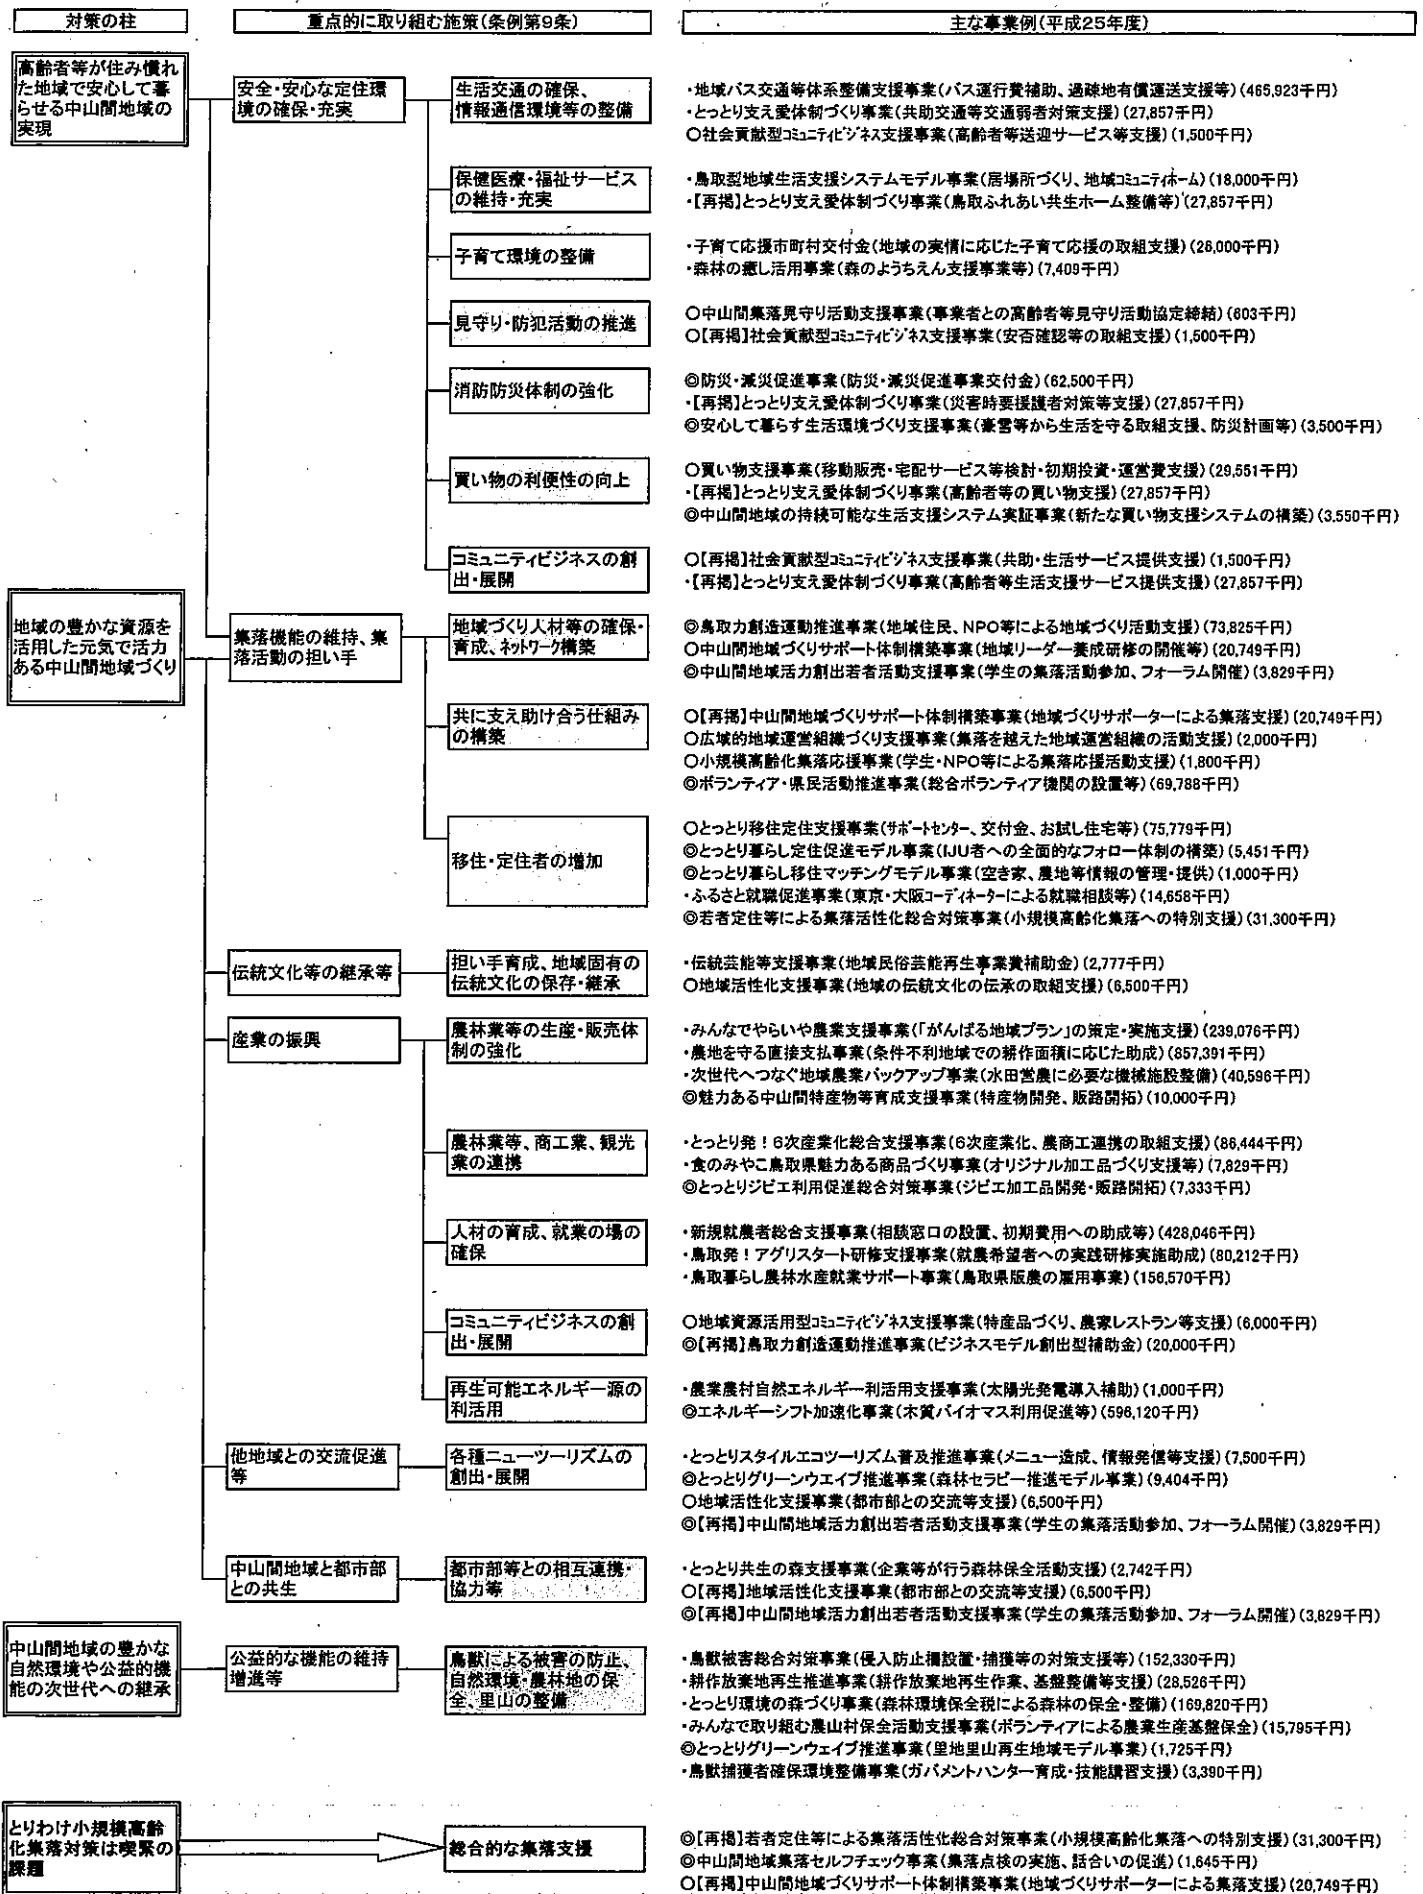 対策の柱
重点的に取り組む施策(条例第9条)
主な事業例(平成25年度)
高齢者等が住み慣れ
た地域で安心して暮
らせる中山間地域の
実現
安全・安心な定住環
境の確保・充実
生活交通の確保、
情報通信環境等の整備
・地域バス交通等体系整備支援事業(バス運行費補助、過疎地有償運送支援等)(465,923千円)
・とっとり支え愛体制づくり事業(共助交通等交通弱者対策支援)(27,857千円)
○社会貢献型コミュニティビジネス支援事業(高齢者等送迎サービス等支援)(1,500千円)
保健医療・福祉サービス
の維持・充実
・鳥取型地域生活支援システムモデル事業(居場所づくり、地域コミュニティホーム)(18,000千円)
・【再掲】とっとり支え愛体制づくり事業(鳥取ふれあい共生ホーム整備等)(27,857千円)
子育て環境の整備
・子育て応援市町村交付金(地域の実情に応じた子育て応援の取組支援)(26,000千円)
・森林の癒し活用事業(森のようちえん支援事業等)(7,409千円)
見守り・防犯活動の推進
○中山間集落見守り活動支援事業(事業者との高齢者等見守り活動協定締結)(603千円)
○【再掲】社会貢献型コミュニティビジネス支援事業(安否確認等の取組支援)(1,500千円)
消防防災体制の強化
◎防災・減災促進事業(防災・減災促進事業交付金)(62,500千円)
・【再掲】とっとり支え愛体制づくり事業(災害時要援護者対策等支援)(27,857千円)
◎安心して暮らす生活環境づくり支援事業(豪雪等から生活を守る取組支援、防災計画等)(3,500千円)
買い物の利便性の向上
○買い物支援事業(移動販売・宅配サービス等検討・初期投資・運営費支援)(29,551千円)
・【再掲】とっとり支え愛体制づくり事業(高齢者等の買い物支援)(27,857千円)
◎中山間地域の持続可能な生活支援システム実証事業(新たな買い物支援システムの構築)(3,550千円)
コミュニティビジネスの創
出・展開
○【再掲】社会貢献型コミュニティビジネス支援事業(共助・生活サービス提供支援)(1,500千円)
・【再掲】とっとり支え愛体制づくり事業(高齢者等生活支援サービス提供支援)(27,857千円)
地域の豊かな資源を
活用した元気で活力
ある中山間地域づくり
集落機能の維持、集
落活動の担い手
地域づくり人材等の確保・
育成、ネットワーク構築
◎鳥取力創造運動推進事業(地域住民、NPO等による地域づくり活動支援)(73,825千円)
○中山間地域づくりサポート体制構築事業(地域リーダー養成研修の開催等)(20,749千円)
◎中山間地域活力創出若者活動支援事業(学生の集落活動参加、フォーラム開催)(3,829千円)
共に支え助け合う仕組み
の構築
○【再掲】中山間地域づくりサポート体制構築事業(地域づくりサポーターによる集落支援)(20,749千円)
○広域的地域運営組織づくり支援事業(集落を越えた地域運営組織の活動支援)(2,000千円)
○小規模高齢化集落応援事業(学生・NPO等による集落応援活動支援)(1,800千円)
◎ボランティア・県民活動推進事業(総合ボランティア機関の設置等)(69,788千円)
移住・定住者の増加
○とっとり移住定住支援事業(サポートセンター、交付金、お試し住宅等)(75,779千円)
◎とっとり暮らし定住促進モデル事業(IJU者への全面的なフォロー体制の構築)(5,451千円)
◎とっとり暮らし移住マッチングモデル事業(空き家、農地等情報の管理・提供)(1,000千円)
・ふるさと就職促進事業(東京・大阪コーディネーターによる就職相談等)(14,658千円)
◎若者定住等による集落活性化総合対策事業(小規模高齢化集落への特別支援)(31,300千円)
伝統文化等の継承等
担い手育成、地域固有の
伝統文化の保存・継承
・伝統芸能等支援事業(地域民俗芸能再生事業費補助金)(2,777千円)
○地域活性化支援事業(地域の伝統文化の伝承の取組支援)(6,500千円)
産業の振興
農林業等の生産・販売体
制の強化
・みんなでやらいや農業支援事業(「がんばる地域プラン」の策定・実施支援)(239,076千円)
・農地を守る直接支払事業(条件不利地域での耕作面積に応じた助成)(857,391千円)
・次世代へつなぐ地域農業バックアップ事業(水田営農に必要な機械施設整備)(40,596千円)
◎魅力ある中山間特産物等育成支援事業(特産物開発、販路開拓)(10,000千円)
農林業等、商工業、観光
業の連携
・とっとり発!6次産業化総合支援事業(6次産業化、農商工連携の取組支援)(86,444千円)
・食のみやこ鳥取県魅力ある商品づくり事業(オリジナル加工品づくり支援等)(7,829千円)
◎とっとりジビエ利用促進総合対策事業(ジビエ加工品開発・販路開拓)(7,333千円)
人材の育成、就業の場の
確保
・新規就農者総合支援事業(相談窓口の設置、初期費用への助成等)(428,046千円)
・鳥取発!アグリスタート研修支援事業(就農希望者への実践研修実施助成)(80,212千円)
・鳥取暮らし農林水産就業サポート事業(鳥取県版農の雇用事業)(156,570千円)
コミュニティビジネスの創
出・展開
○地域資源活用型コミュニティビジネス支援事業(特産品づくり、農家レストラン等支援)(6,000千円)
◎【再掲】鳥取力創造運動推進事業(ビジネスモデル創出型補助金)(20,000千円)
再生可能エネルギー源の
利活用
・農業農村自然エネルギー利活用支援事業(太陽光発電導入補助)(1,000千円)
◎エネルギーシフト加速化事業(木質バイオマス利用促進等)(596,120千円)
他地域との交流促進
等
各種ニューツーリズムの
創出・展開
・とっとりスタイルエコツーリズム普及推進事業(メニュー造成、情報発信等支援)(7,500千円)
◎とっとりグリーンウエイブ推進事業(森林セラピー推進モデル事業)(9,404千円)
○地域活性化支援事業(都市部との交流等支援)(6,500千円)
◎【再掲】中山間地域活力創出若者活動支援事業(学生の集落活動参加、フォーラム開催)(3,829千円)
中山間地域と都市部
との共生
都市部等との相互連携・
協力等
・とっとり共生の森支援事業(企業等が行う森林保全活動支援)(2,742千円)
○【再掲】地域活性化支援事業(都市部との交流等支援)(6,500千円)
◎【再掲】中山間地域活力創出若者活動支援事業(学生の集落活動参加、フォーラム開催)(3,829千円)
中山間地域の豊かな
自然環境や公益的機
能の次世代への継承
公益的な機能の維持
増進等
鳥獣による被害の防止、
自然環境・農林地の保
全、里山の整備
・鳥獣被害総合対策事業(侵入防止柵設置・捕獲等の対策支援等)(152,330千円)
・耕作放棄地再生推進事業(耕作放棄地再生作業、基盤整備等支援)(28,526千円)
・とっとり環境の森づくり事業(森林環境保全税による森林の保全・整備)(169,820千円)
・みんなで取り組む農山村保全活動支援事業(ボランティアによる農業生産基盤保全)(15,795千円)
◎とっとりグリーンウェイブ推進事業(里地里山再生地域モデル事業)(1,725千円)
・鳥獣捕獲者確保環境整備事業(ガバメントハンター育成・技能講習支援)(3,390千円)
とりわけ小規模高齢
化集落対策は喫緊の
課題
総合的な集落支援
◎【再掲】若者定住等による集落活性化総合対策事業(小規模高齢化集落への特別支援)(31,300千円)
◎中山間地域集落セルフチェック事業(集落点検の実施、話合いの促進)(1,645千円)
○【再掲】中山間地域づくりサポート体制構築事業(地域づくりサポーターによる集落支援)(20,749千円)